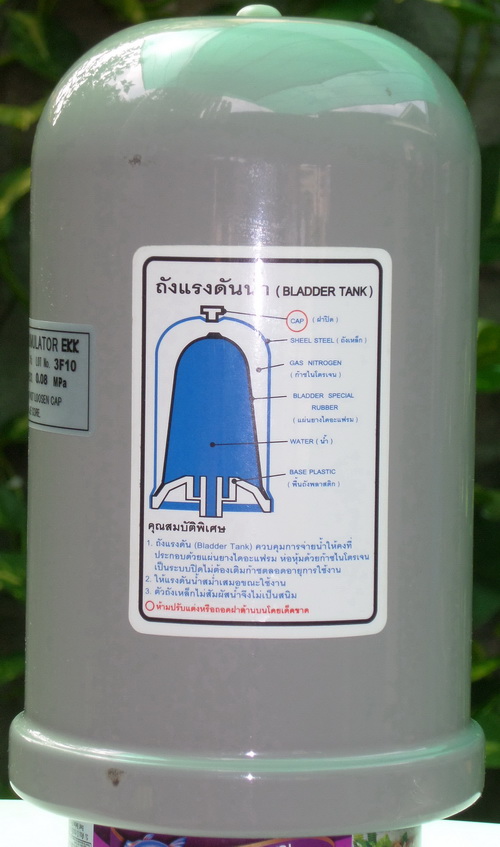 ถังแรงดันน้ำ (BLADDER TANK)
CAP (ฝาปิด)
SHEEL STEEL (ถังเหล็ก)
GAS NITROGEN
(ก๊าซไนโตรเจน)
BLADDER SPECIAL
RUBBER
(แผ่นยางไดอะแฟรม)
WATER (น้ำ)
BASE PLASTIC
(พื้นถังพลาสติก)
คุณสมบัติพิเศษ
1. ถังแรงดัน (Bladder Tank) ควบคุมการจ่ายน้ำให้คงที่
ประกอบด้วยแผ่นยางไดอะแฟรม ห่อหุ้มด้วยก๊าซไนโตรเจน
เป็นระบบปิดไม่ต้องเติมก๊าซตลอดอายุการใช้งาน
2. ให้แรงดันน้ำสม่ำเสมอขณะใช้งาน
3. ตัวถังเหล็กไม่สัมผัสน้ำจึงไม่เป็นสนิม
ห้ามปรับแต่งหรือถอดฝาด้านบนโดยเด็ดขาด
MULATOR EKK
LOT No. 3F10
0.08 MPa
LOOSEN CAP